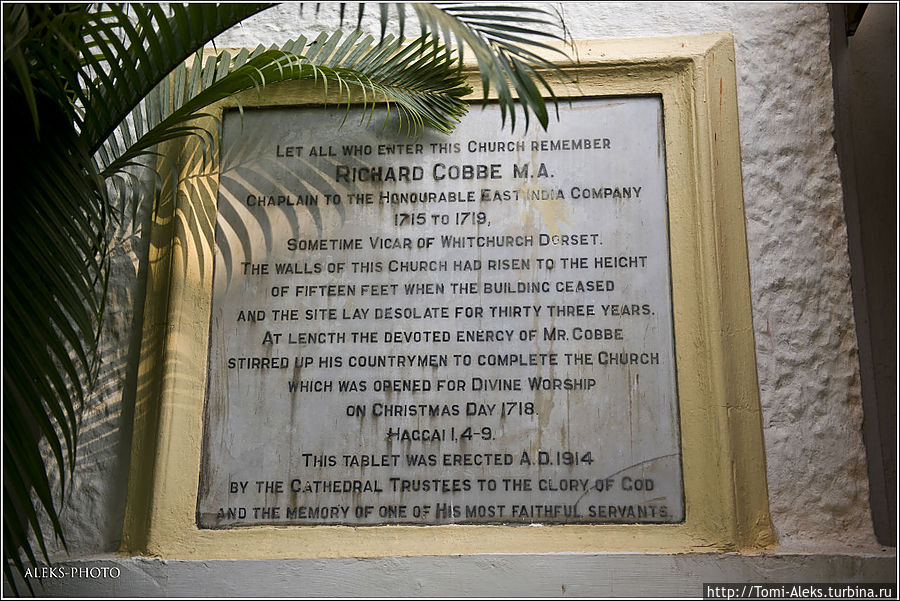 Let all who enter this Church remember
Richard Cobbe M.A.
Chaplain to the Honourable East India Company
1715 to 1719,
Sometime Vicar of Whitchurch Dorset.
The walls of this Church had risen to the height
of fifteen feet when the building ceased
and the site lay desolate for thirty three years.
At length the devoted energy of Mr. Cobbe
stirred up his countrymen to complete the Church
which was opened for Divine Worship
on Christmas Day 1718.
Haggai 1,4-9.
This tablet was erected A.D. 1914
by the Cathedral Trustees to the glory of God
and the memory of one of His most faithful servants.
ALEKS-PHOTO
http://Tomi-Aleks.turbina.ru